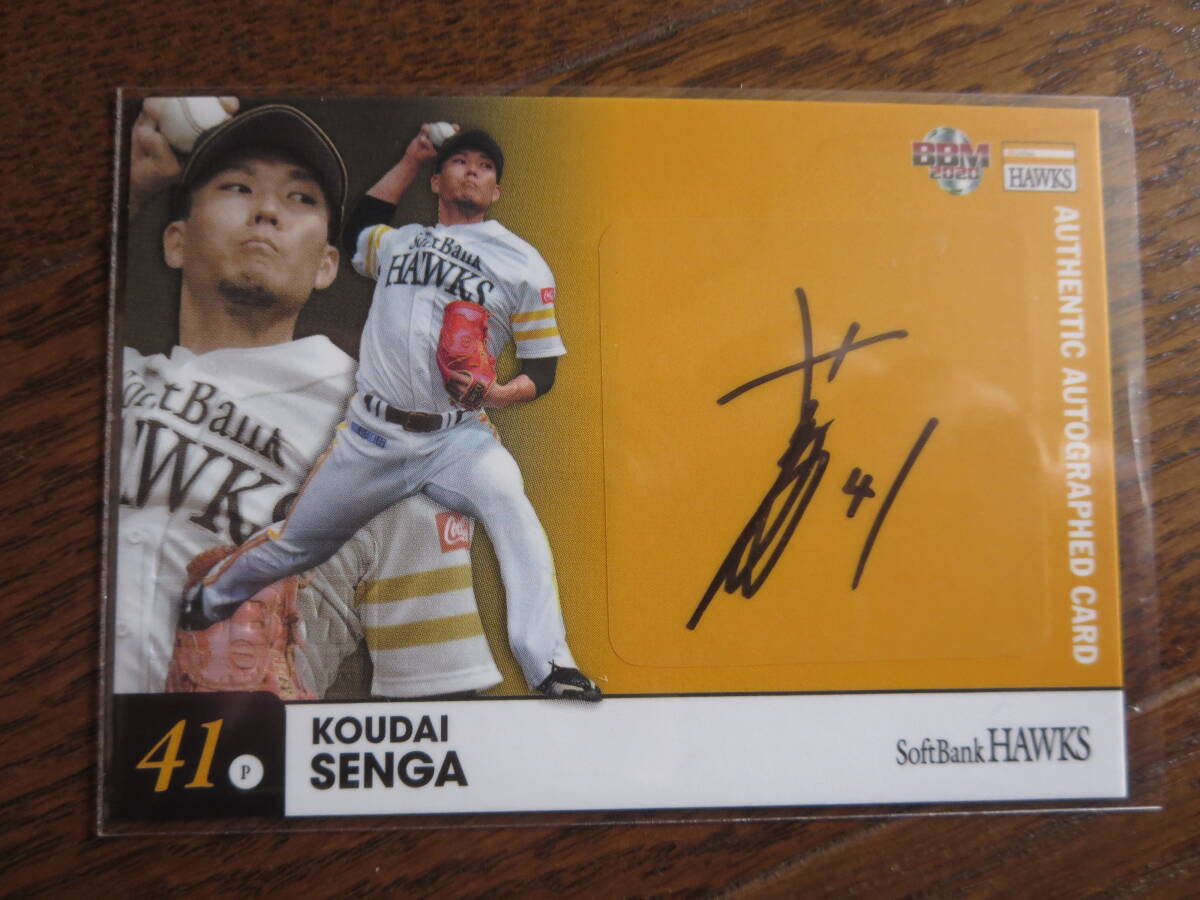 BBM
2020
HAWKS
AUTHENTIC AUTOGRAPHED CARD
SoftBank
HAWKS
41
41
P
KOUDAI
SENGA
SoftBank HAWKS